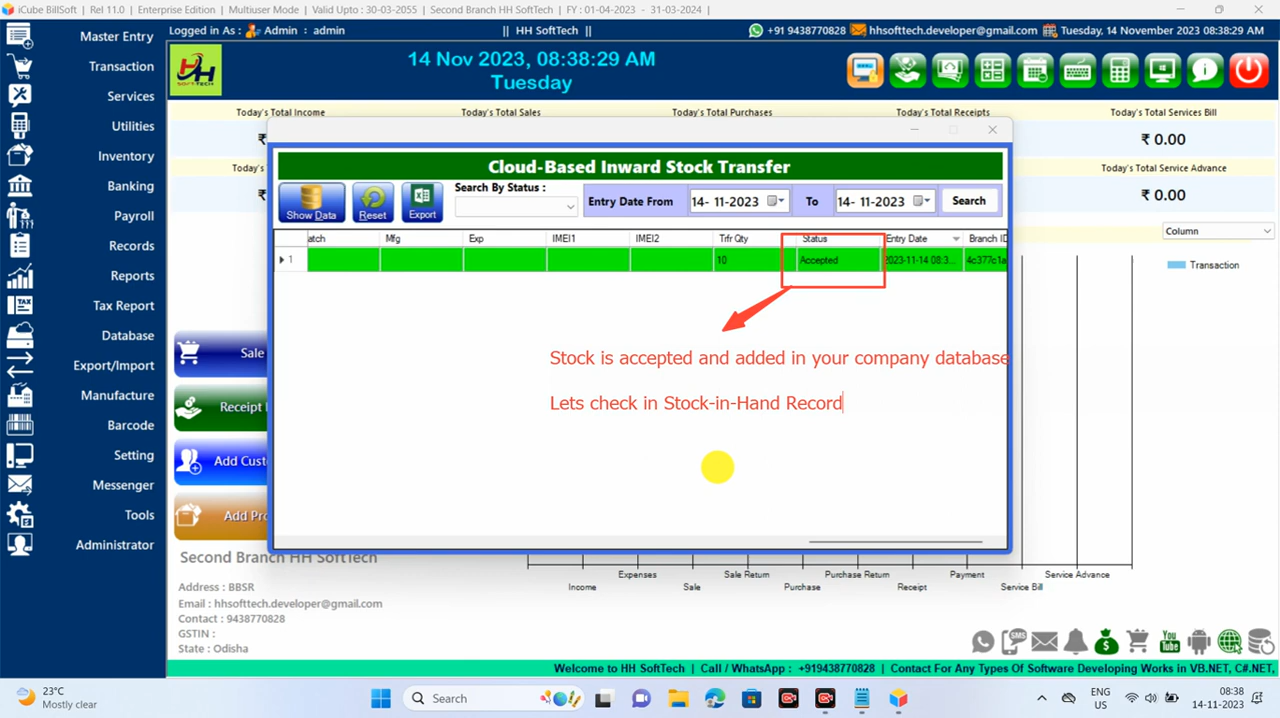 iCube BillSoft | Rel 11.0 | Enterprise Edition | Multiuser Mode | Valid Upto : 30-03-2055 | Second Branch HH SoftTech | FY : 01-04-2023 - 31-03-2024 |
Logged in As : Admin : admin
|| HH SoftTech ||
+91 9438770828
hhsofttech.developer@gmail.com
Tuesday, 14 November 2023 08:38:29 AM
Master Entry
Transaction
Services
Utilities
Inventory
Banking
Payroll
Records
Reports
Tax Report
Database
Export/Import
Manufacture
Barcode
Setting
Messenger
Tools
Administrator
HH
SOFTTECH
14 Nov 2023, 08:38:29 AM
Tuesday
Today's Total Income
Today's Total Sales
Today's Total Purchases
Today's Total Receipts
Today's Total Services Bill
₹
₹ 0.00
Today's
Today's Total Service Advance
₹
₹ 0.00
Cloud-Based Inward Stock Transfer
Show Data
Reset
Export
Search By Status :
Entry Date From
14- 11-2023
To
14- 11-2023
Search
atch
Mfg
Exp
IMEI1
IMEI2
Trfr Qty
Status
Entry Date
Branch ID
1
10
Accepted
2023-11-14 08:3...
4c377c1a
Stock is accepted and added in your company database
Lets check in Stock-in-Hand Record
Column
Transaction
Sale
Receipt
Add Cust
Add Pro
Second Branch HH SoftTech
Address : BBSR
Email : hhsofttech.developer@gmail.com
Contact : 9438770828
GSTIN :
State : Odisha
Income
Expenses
Sale
Sale Return
Purchase
Purchase Return
Receipt
Payment
Service Bill
Service Advance
SMS
You
Tube
Welcome to HH SoftTech | Call / WhatsApp : +919438770828 | Contact For Any Types Of Software Developing Works in VB.NET, C#.NET,
23°C
Mostly clear
Search
ENG
US
08:38
14-11-2023